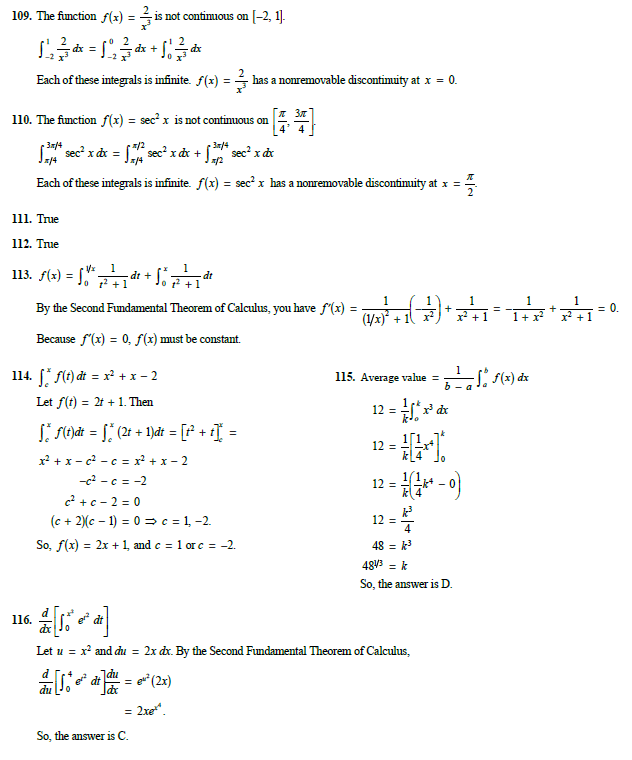 109. The function f(x) = 2/x³ is not continuous on [–2, 1].
∫₋₂¹ 2/x³ dx = ∫₋₂⁰ 2/x³ dx + ∫₀¹ 2/x³ dx
Each of these integrals is infinite. f(x) = 2/x³ has a nonremovable discontinuity at x = 0.
110. The function f(x) = sec² x is not continuous on [π/4, 3π/4].
∫_{π/4}^{3π/4} sec² x dx = ∫_{π/4}^{π/2} sec² x dx + ∫_{π/2}^{3π/4} sec² x dx
Each of these integrals is infinite. f(x) = sec² x has a nonremovable discontinuity at x = π/2.
111. True
112. True
113. f(x) = ∫₀^{1/x} 1/(t² + 1) dt + ∫₀^{x} 1/(t² + 1) dt
By the Second Fundamental Theorem of Calculus, you have f′(x) = 1/((1/x)² + 1) (–1/x²) + 1/(x² + 1) = –1/(1 + x²) + 1/(x² + 1) = 0.
Because f′(x) = 0, f(x) must be constant.
114. ∫_c^x f(t) dt = x² + x – 2
Let f(t) = 2t + 1. Then
∫_c^x f(t)dt = ∫_c^x (2t + 1)dt = [t² + t]_c^x =
x² + x – c² – c = x² + x – 2
–c² – c = –2
c² + c – 2 = 0
(c + 2)(c – 1) = 0 ⇒ c = 1, –2.
So, f(x) = 2x + 1, and c = 1 or c = –2.
115. Average value = 1/(b – a) ∫_a^b f(x) dx
12 = 1/k ∫₀^k x³ dx
12 = 1/k [1/4 x⁴]₀^k
12 = 1/k (1/4 k⁴ – 0)
12 = k³/4
48 = k³
48^{1/3} = k
So, the answer is D.
116. d/dx [∫₀^{x²} e^{t²} dt]
Let u = x² and du = 2x dx. By the Second Fundamental Theorem of Calculus,
d/du [∫₀^4 e^{t²} dt] du/dx = e^{u²} (2x)
= 2xe^{x⁴}.
So, the answer is C.